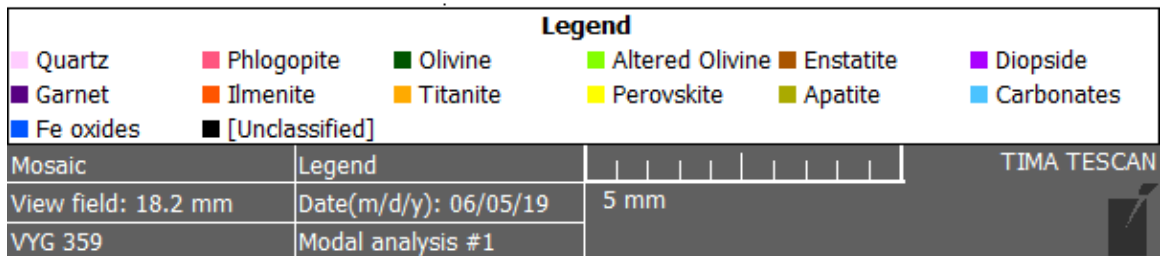 Legend
Quartz Phlogopite Olivine Altered Olivine Enstatite Diopside
Garnet Ilmenite Titanite Perovskite Apatite Carbonates
Fe oxides [Unclassified]
Mosaic Legend TIMA TESCAN
View field: 18.2 mm Date(m/d/y): 06/05/19 5 mm
VYG 359 Modal analysis #1